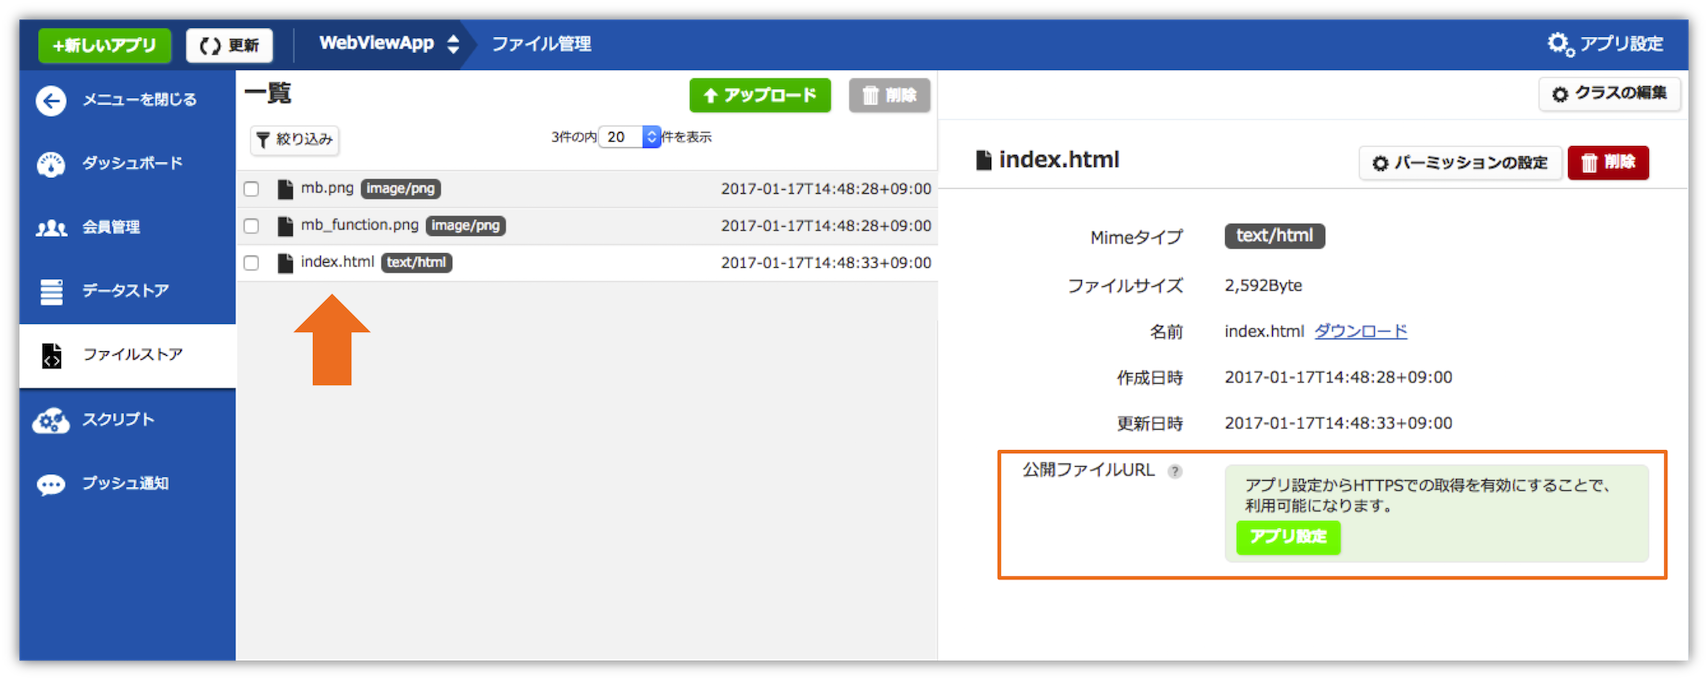 +新しいアプリ 更新 WebViewApp ファイル管理 アプリ設定
メニューを閉じる
ダッシュボード
会員管理
データストア
ファイルストア
スクリプト
プッシュ通知
一覧 アップロード 削除
絞り込み 3件の内 20 件を表示
mb.png image/png 2017-01-17T14:48:28+09:00
mb_function.png image/png 2017-01-17T14:48:28+09:00
index.html text/html 2017-01-17T14:48:33+09:00
クラスの編集
index.html パーミッションの設定 削除
Mimeタイプ text/html
ファイルサイズ 2,592Byte
名前 index.html ダウンロード
作成日時 2017-01-17T14:48:28+09:00
更新日時 2017-01-17T14:48:33+09:00
公開ファイルURL ?
アプリ設定からHTTPSでの取得を有効にすることで、
利用可能になります。
アプリ設定